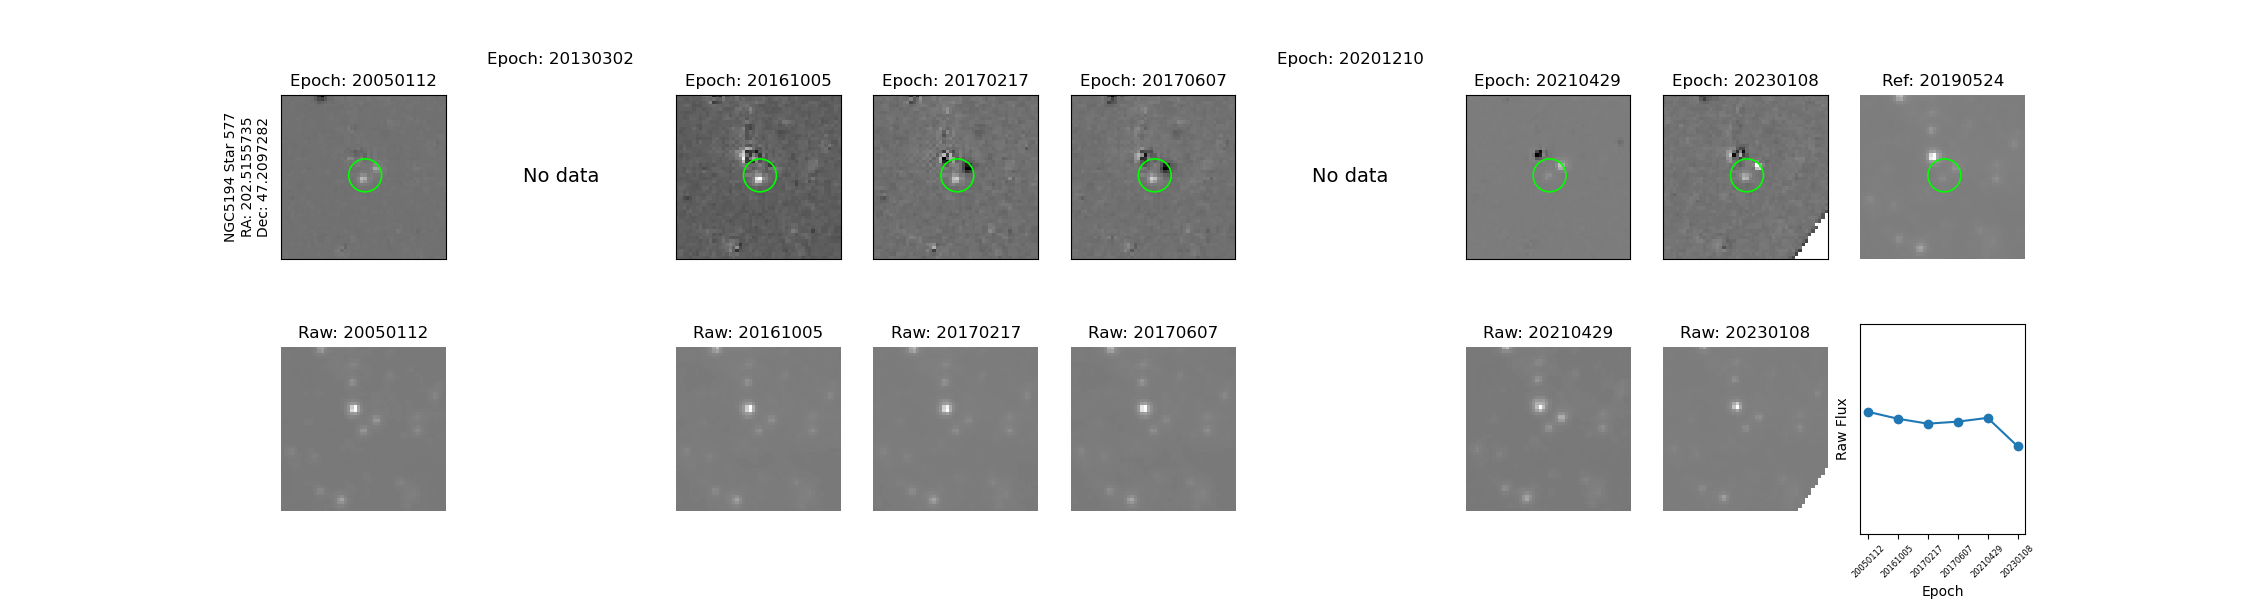 Epoch: 20130302
Epoch: 20201210
Epoch: 20050112
Epoch: 20161005
Epoch: 20170217
Epoch: 20170607
Epoch: 20210429
Epoch: 20230108
Ref: 20190524
NGC5194 Star 577
RA: 202.5155735
Dec: 47.2097282
No data
No data
Raw: 20050112
Raw: 20161005
Raw: 20170217
Raw: 20170607
Raw: 20210429
Raw: 20230108
Raw Flux
20050112
20161005
20170217
20170607
20210429
20230108
Epoch